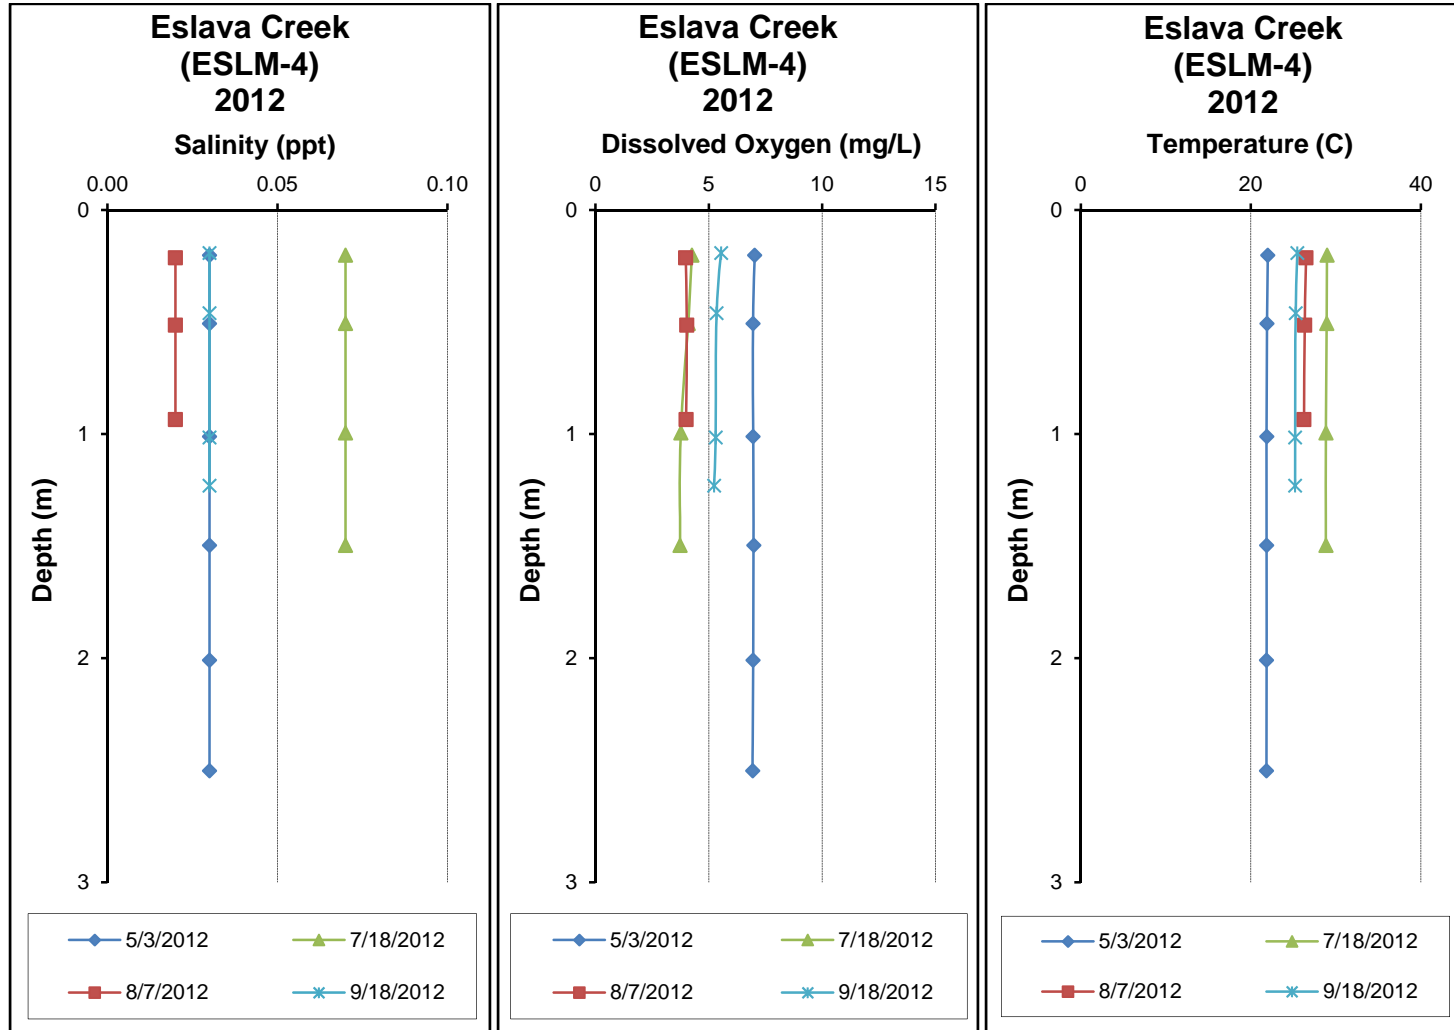 Eslava Creek
(ESLM-4)
2012
Salinity (ppt)
0.00 0.05 0.10
0
1
2
3
Depth (m)
5/3/2012 7/18/2012
8/7/2012 9/18/2012
Eslava Creek
(ESLM-4)
2012
Dissolved Oxygen (mg/L)
0 5 10 15
0
1
2
3
Depth (m)
5/3/2012 7/18/2012
8/7/2012 9/18/2012
Eslava Creek
(ESLM-4)
2012
Temperature (C)
0 20 40
0
1
2
3
Depth (m)
5/3/2012 7/18/2012
8/7/2012 9/18/2012